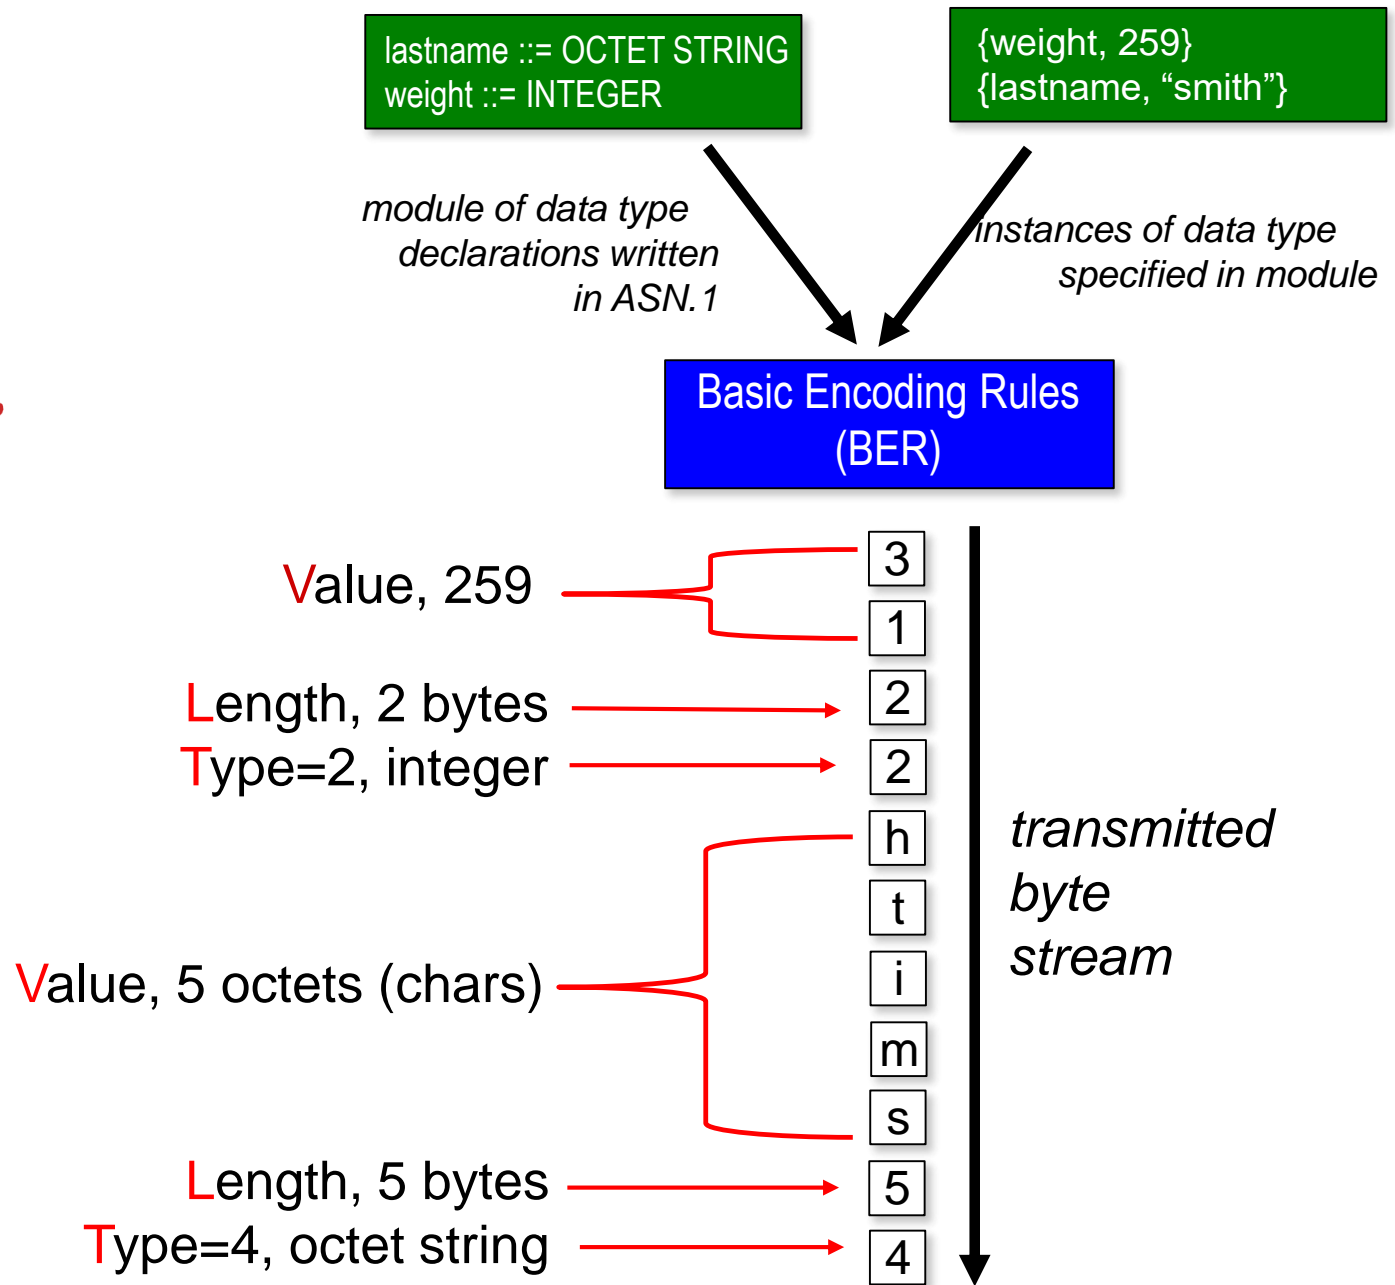 lastname ::= OCTET STRING
weight ::= INTEGER
{weight, 259}
{lastname, “smith”}
module of data type
declarations written
in ASN.1
instances of data type
specified in module
Basic Encoding Rules
(BER)
Value, 259
3
1
Length, 2 bytes
2
Type=2, integer
2
h
t
i
m
s
Value, 5 octets (chars)
transmitted
byte
stream
Length, 5 bytes
5
Type=4, octet string
4